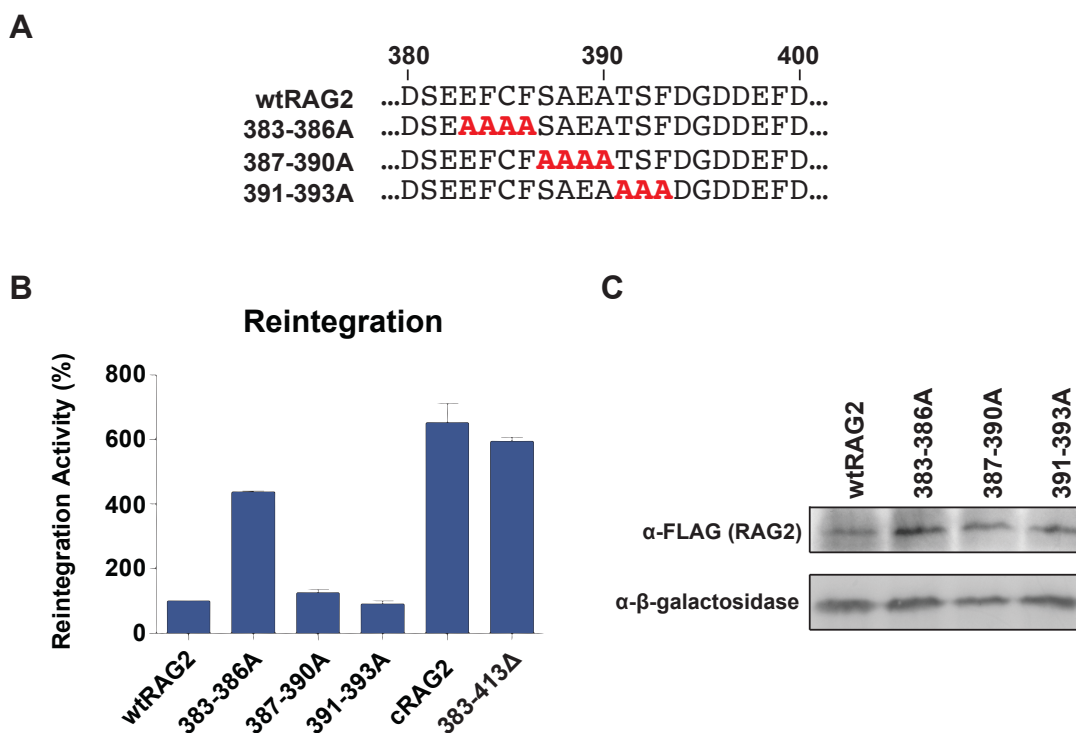 A
380 390 400
wtRAG2 ...DSEEFCFSAEATSFDGDDEFD...
383-386A ...DSEAAAASAEATSFDGDDEFD...
387-390A ...DSEEFCFAAAATSFDGDDEFD...
391-393A ...DSEEFCFSAEAAAADGDDEFD...
B
Reintegration
Reintegration Activity (%)
800
600
400
200
0
wtRAG2 383-386A 387-390A 391-393A cRAG2 383-413Δ
C
wtRAG2 383-386A 387-390A 391-393A
α-FLAG (RAG2)
α-β-galactosidase